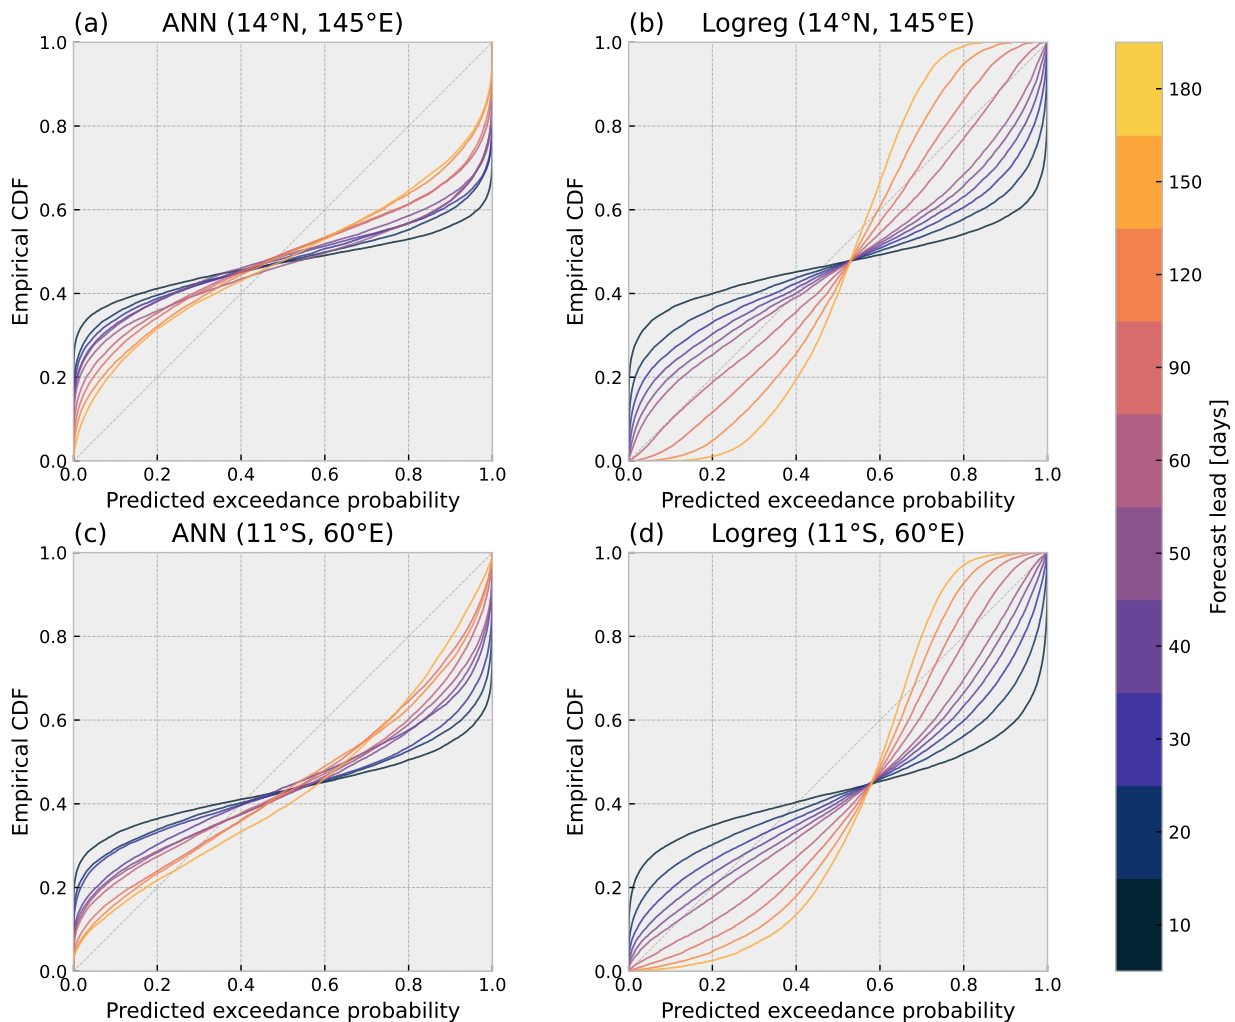 (a) ANN (14°N, 145°E)
1.0
0.8
0.6
0.4
0.2
0.0
Empirical CDF
0.0 0.2 0.4 0.6 0.8 1.0
Predicted exceedance probability
(b) Logreg (14°N, 145°E)
1.0
0.8
0.6
0.4
0.2
0.0
Empirical CDF
0.0 0.2 0.4 0.6 0.8 1.0
Predicted exceedance probability
(c) ANN (11°S, 60°E)
1.0
0.8
0.6
0.4
0.2
0.0
Empirical CDF
0.0 0.2 0.4 0.6 0.8 1.0
Predicted exceedance probability
(d) Logreg (11°S, 60°E)
1.0
0.8
0.6
0.4
0.2
0.0
Empirical CDF
0.0 0.2 0.4 0.6 0.8 1.0
Predicted exceedance probability
180
150
120
90
60
50
40
30
20
10
Forecast lead [days]